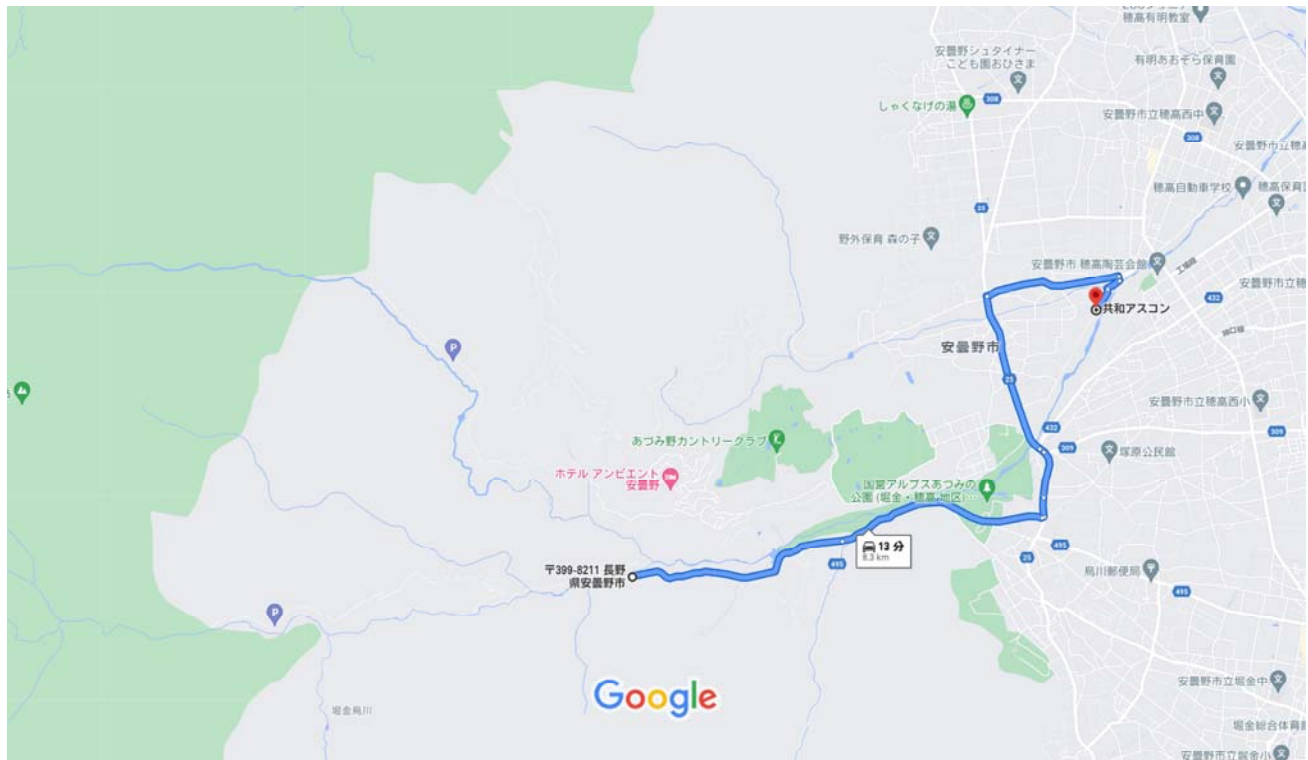 穂高有明教室
安曇野シュタイナー
こども園おひさま
有明あおぞら保育園
308
しゃくなげの湯
安曇野市立穂高西中
308
安曇野市立穂高
穂高自動車学校
穂高保育園
25
野外保育 森の子
安曇野市 穂高陶芸会館
安曇野市立穂
432
共和アスコン
安曇野市
25
P
安曇野市立穂高西小
432
309
309
あづみ野カントリークラブ
塚原公民館
ホテル アンビエント
安曇野
国営アルプスあづみの
公園 (堀金・穂高 地区)...
13 分
8.3 km
495
25
495
〒399-8211 長野
県安曇野市
烏川郵便局
495
P
Google
安曇野市立堀金中
堀金烏川
堀金総合体育館
安曇野市立堀金小